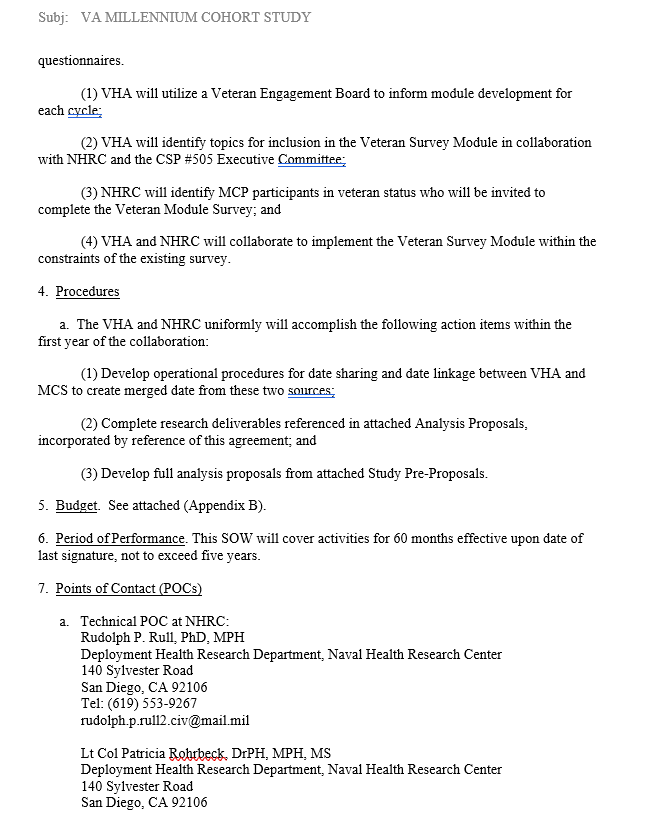 Subj: VA MILLENNIUM COHORT STUDY
questionnaires.
(1) VHA will utilize a Veteran Engagement Board to inform module development for
each cycle;
(2) VHA will identify topics for inclusion in the Veteran Survey Module in collaboration
with NHRC and the CSP #505 Executive Committee;
(3) NHRC will identify MCP participants in veteran status who will be invited to
complete the Veteran Module Survey; and
(4) VHA and NHRC will collaborate to implement the Veteran Survey Module within the
constraints of the existing survey.
4. Procedures
a. The VHA and NHRC uniformly will accomplish the following action items within the
first year of the collaboration:
(1) Develop operational procedures for date sharing and date linkage between VHA and
MCS to create merged date from these two sources;
(2) Complete research deliverables referenced in attached Analysis Proposals,
incorporated by reference of this agreement; and
(3) Develop full analysis proposals from attached Study Pre-Proposals.
5. Budget. See attached (Appendix B).
6. Period of Performance. This SOW will cover activities for 60 months effective upon date of
last signature, not to exceed five years.
7. Points of Contact (POCs)
a. Technical POC at NHRC:
Rudolph P. Rull, PhD, MPH
Deployment Health Research Department, Naval Health Research Center
140 Sylvester Road
San Diego, CA 92106
Tel: (619) 553-9267
rudolph.p.rull2.civ@mail.mil
Lt Col Patricia Rohrbeck, DrPH, MPH, MS
Deployment Health Research Department, Naval Health Research Center
140 Sylvester Road
San Diego, CA 92106